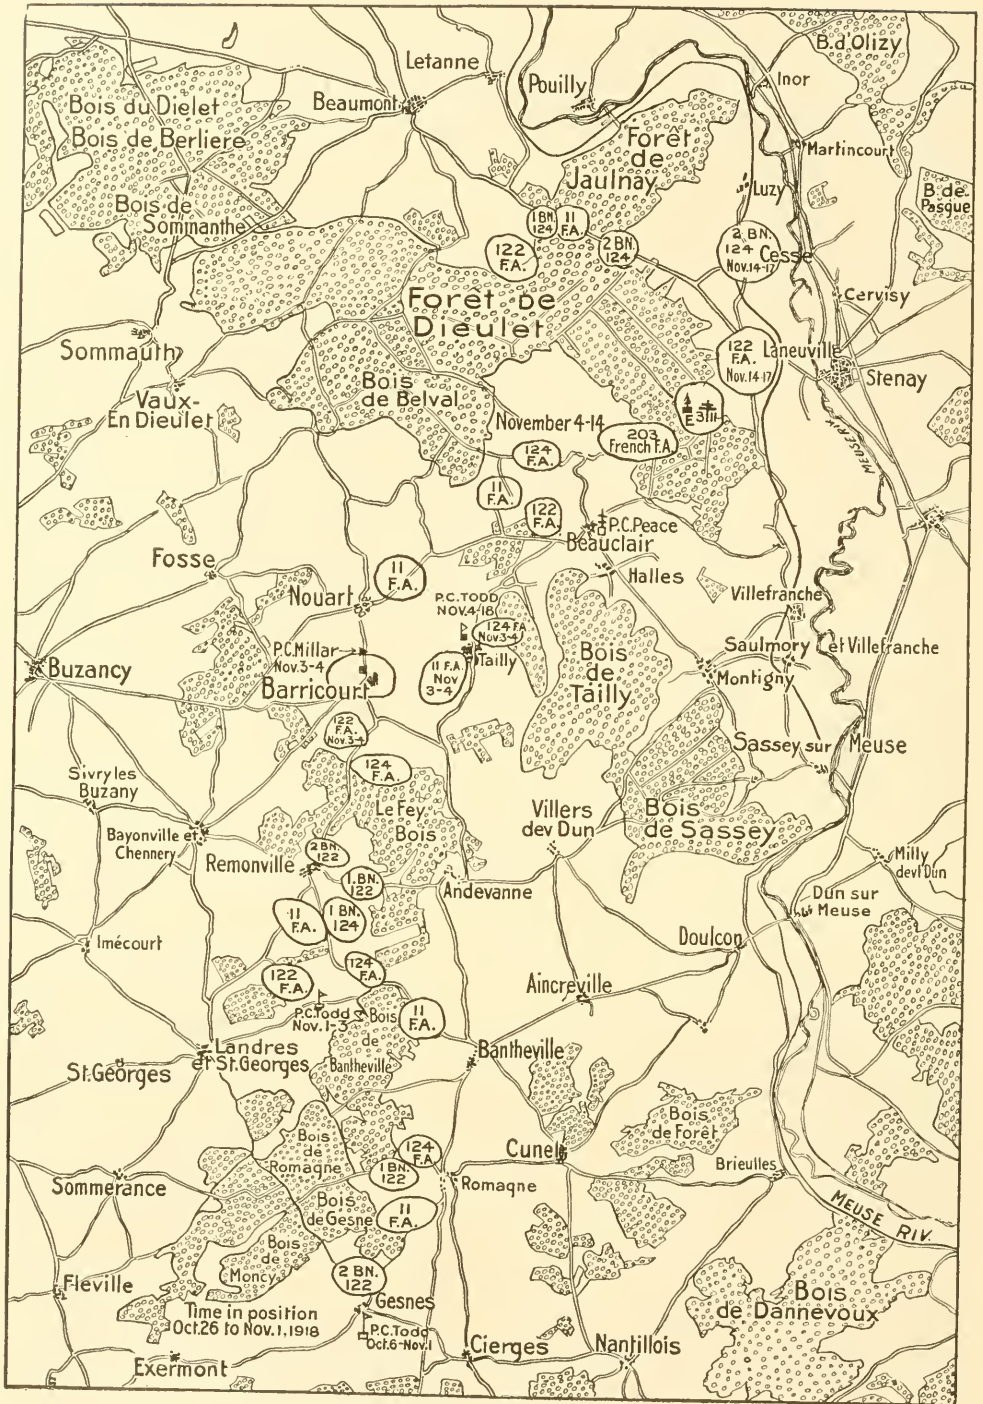 B. d'Olizy
Letanne
Pouilly
Inor
Bois du Dielet
Beaumont
Bois de Berliere
Forêt
de
Jaulnay
Martincourt
Luzy
B. de
Pasgue
Bois de
Sommanthe
1 BN.
124
11
F.A.
122
F.A.
2 BN.
124
2 BN.
124
Nov.14-17
Cesse
Forêt DE
Dieulet
Cervisy
Sommauth
122
F.A.
Nov.14-17
Laneuville
Stenay
Bois
de Belval
Vaux-
En Dieulet
November 4-14
124
F.A.
203
French F.A.
MEUSE RIV.
11
F.A.
122
F.A.
P.C. Peace
Beauclair
Fosse
Halles
11
F.A.
Nouart
P.C. TODD
NOV. 4-18
Villefranche
124 FA
Nov. 3-4
P.C. Millar
Nov. 3-4
Tailly
Bois
de
Tailly
Saulmory et Villefranche
Buzancy
Barricourt
11 F.A
Nov
3-4
Montigny
122
F.A.
Nov. 3-4
Sassey sur Meuse
124
F.A.
Sivry les
Buzany
Le Fey
Bois
Villers
dev Dun
Bois
de Sassey
Bayonville et
Chennery
2 BN.
122
Remonville
Milly
devt Dun
1. BN.
122
Andevanne
Dun sur
Meuse
11
F.A.
1 BN.
124
Imécourt
Doulcon
124
F.A.
122
F.A.
Aincreville
P.C. Todd
Nov. 1-3
Bois
de
Bantheville
11
F.A.
Landres
et St. Georges
Bantheville
St. Georges
Bois
de Forêt
Bois
de
Romagne
124
F.A
Cunel
1 BN.
122
Brieulles
Sommerance
Romagne
Bois
de Gesne
11
F.A.
MEUSE RIV.
Bois
de
Moncy
2 BN.
122
Fleville
Bois
de Dannevoux
Time in position
Oct. 26 to Nov. 1, 1918
Gesnes
P.C. Todd
Oct. 6-Nov. 1
Cierges
Nantillois
Exermont